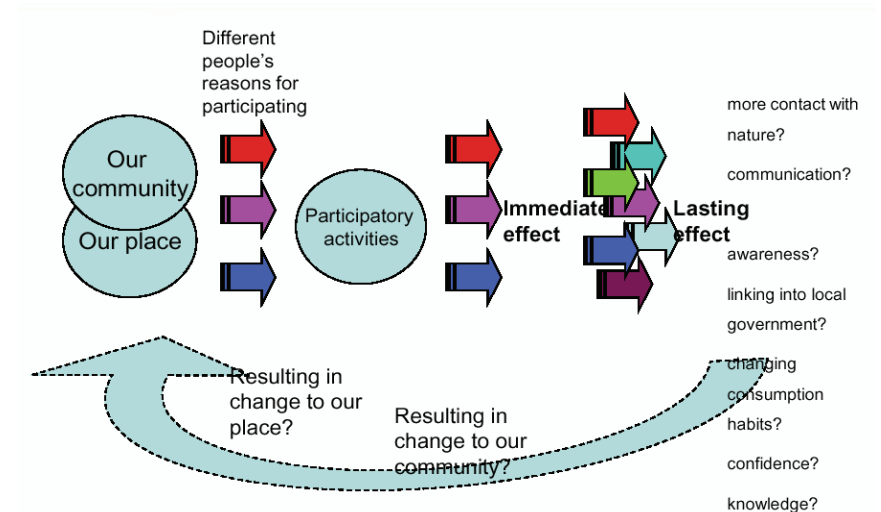 Different
people's
reasons for
participating
Our
community
Our place
Participatory
activities
Immediate
effect
Lasting
effect
more contact with
nature?
communication?
awareness?
linking into local
government?
changing
consumption
habits?
confidence?
knowledge?
Resulting in
change to our
place?
Resulting in
change to our
community?